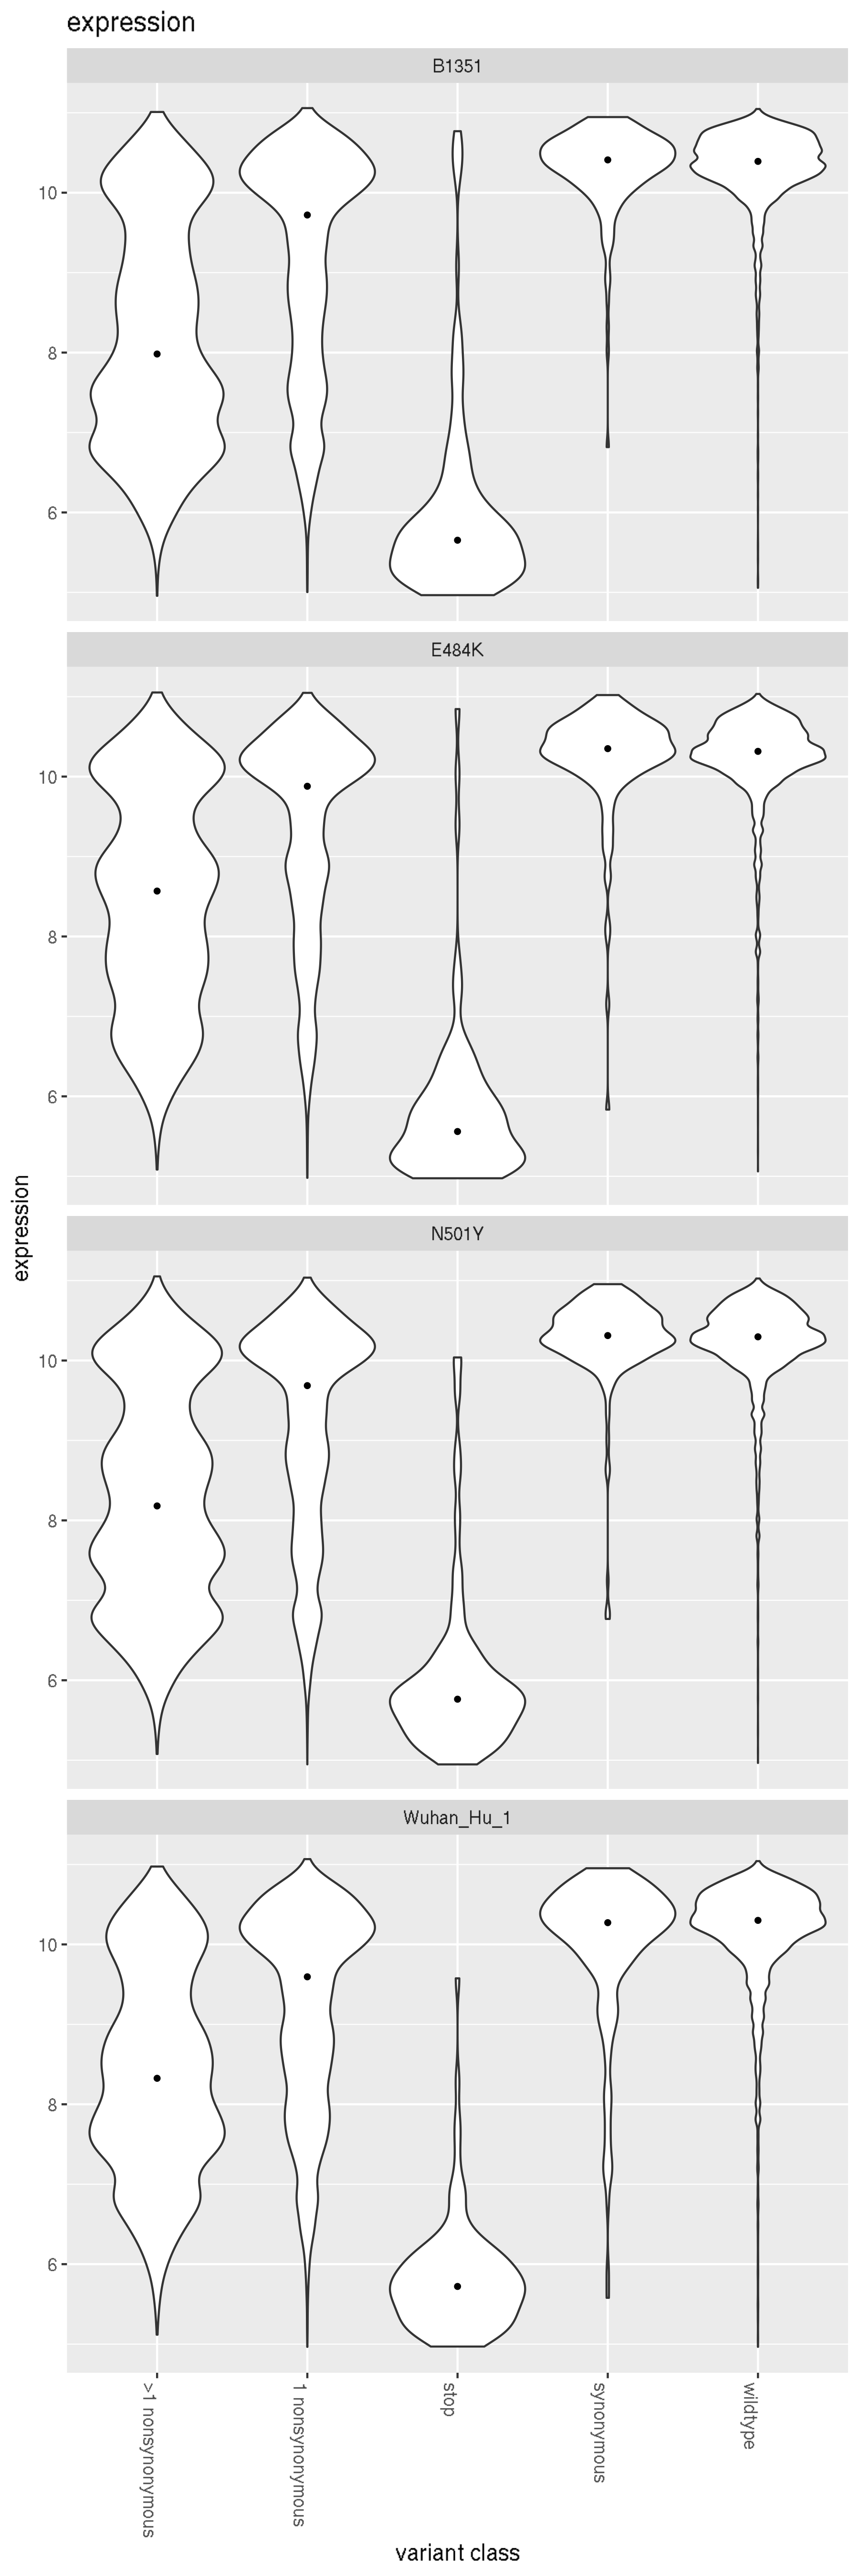 expression
B1351
10
8
6
E484K
10
8
6
N501Y
10
8
6
Wuhan_Hu_1
10
8
6
expression
>1 nonsynonymous
1 nonsynonymous
stop
synonymous
wildtype
variant class